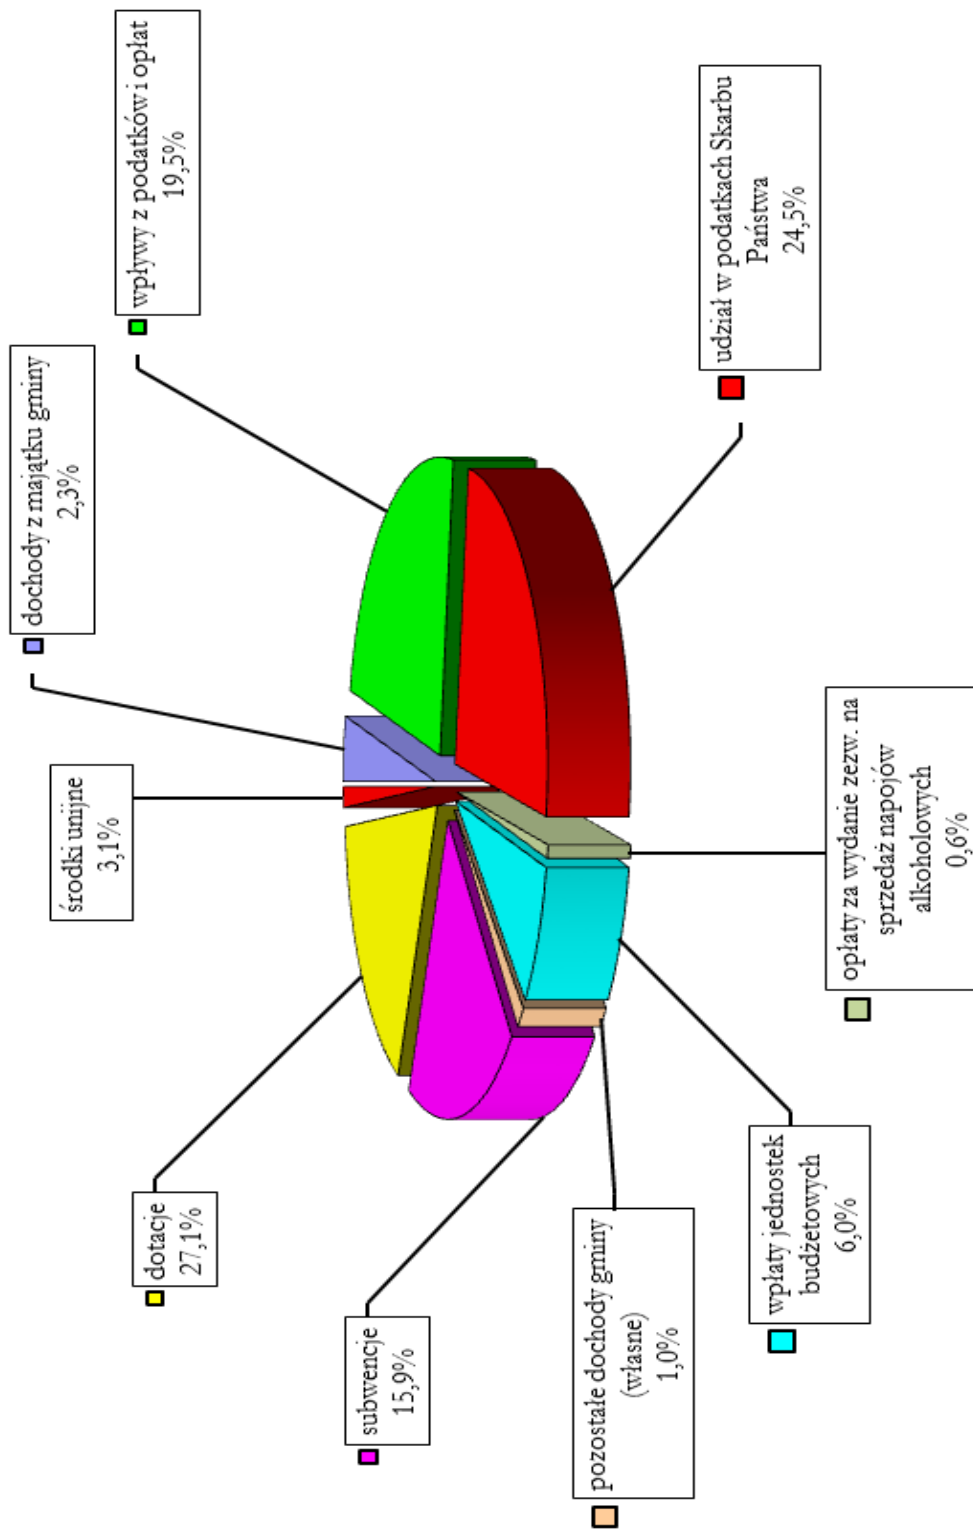 dotacje
27,1%
środki unijne
3,1%
dochody z majątku gminy
2,3%
wpływy z podatków i opłat
19,5%
subwencje
15,9%
pozostałe dochody gminy
(własne)
1,0%
wpłaty jednostek
budżetowych
6,0%
opłaty za wydanie zezw. na
sprzedaż napojów
alkoholowych
0,6%
udział w podatkach Skarbu
Państwa
24,5%